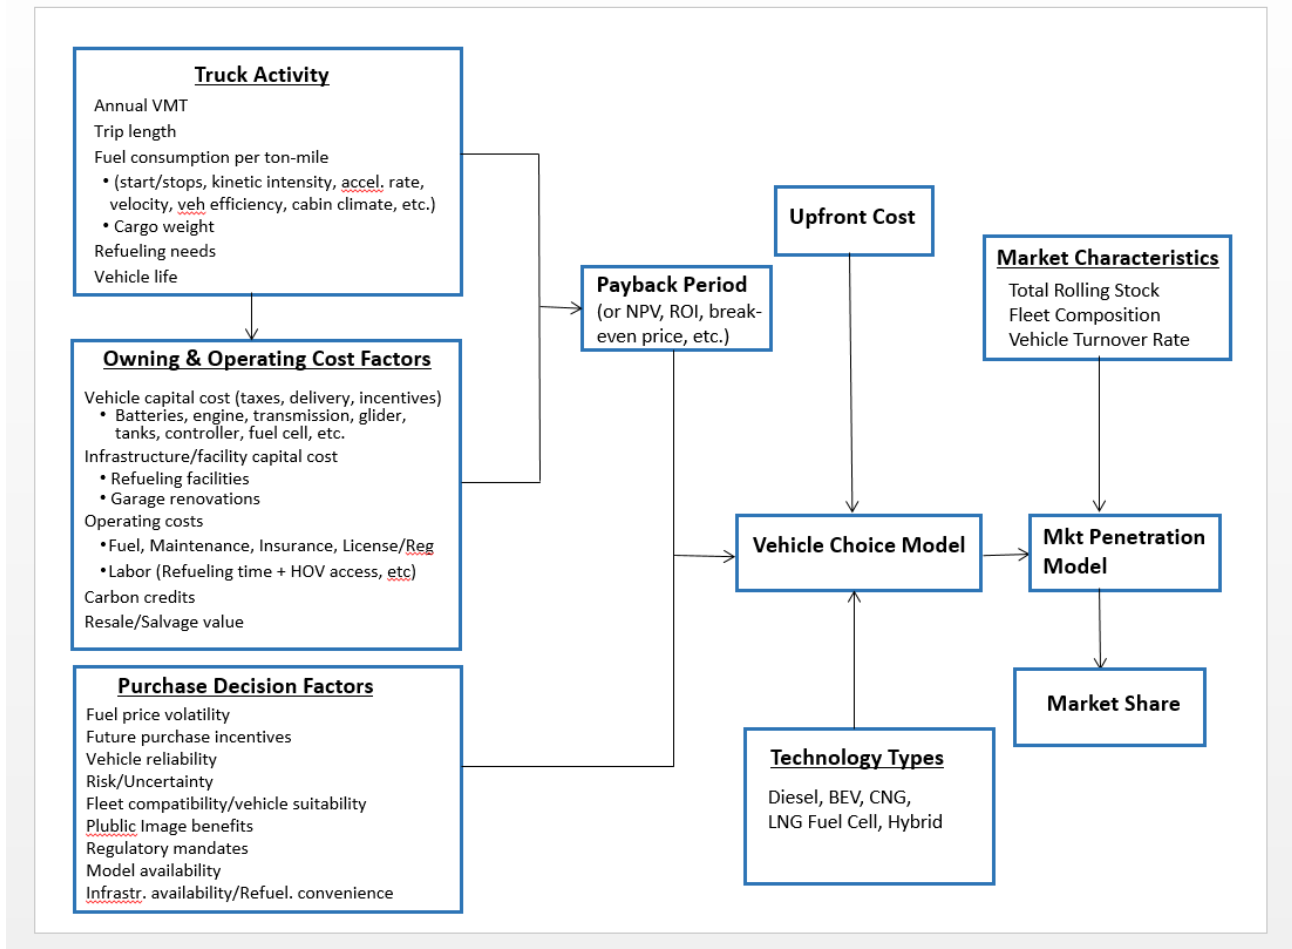 Truck Activity
Annual VMT
Trip length
Fuel consumption per ton-mile
• (start/stops, kinetic intensity, accel. rate,
velocity, veh efficiency, cabin climate, etc.)
• Cargo weight
Refueling needs
Vehicle life
Owning & Operating Cost Factors
Vehicle capital cost (taxes, delivery, incentives)
• Batteries, engine, transmission, glider,
tanks, controller, fuel cell, etc.
Infrastructure/facility capital cost
• Refueling facilities
• Garage renovations
Operating costs
•Fuel, Maintenance, Insurance, License/Reg
•Labor (Refueling time + HOV access, etc)
Carbon credits
Resale/Salvage value
Purchase Decision Factors
Fuel price volatility
Future purchase incentives
Vehicle reliability
Risk/Uncertainty
Fleet compatibility/vehicle suitability
Plublic Image benefits
Regulatory mandates
Model availability
Infrastr. availability/Refuel. convenience
Payback Period
(or NPV, ROI, break-
even price, etc.)
Upfront Cost
Vehicle Choice Model
Technology Types
Diesel, BEV, CNG,
LNG Fuel Cell, Hybrid
Market Characteristics
Total Rolling Stock
Fleet Composition
Vehicle Turnover Rate
Mkt Penetration
Model
Market Share